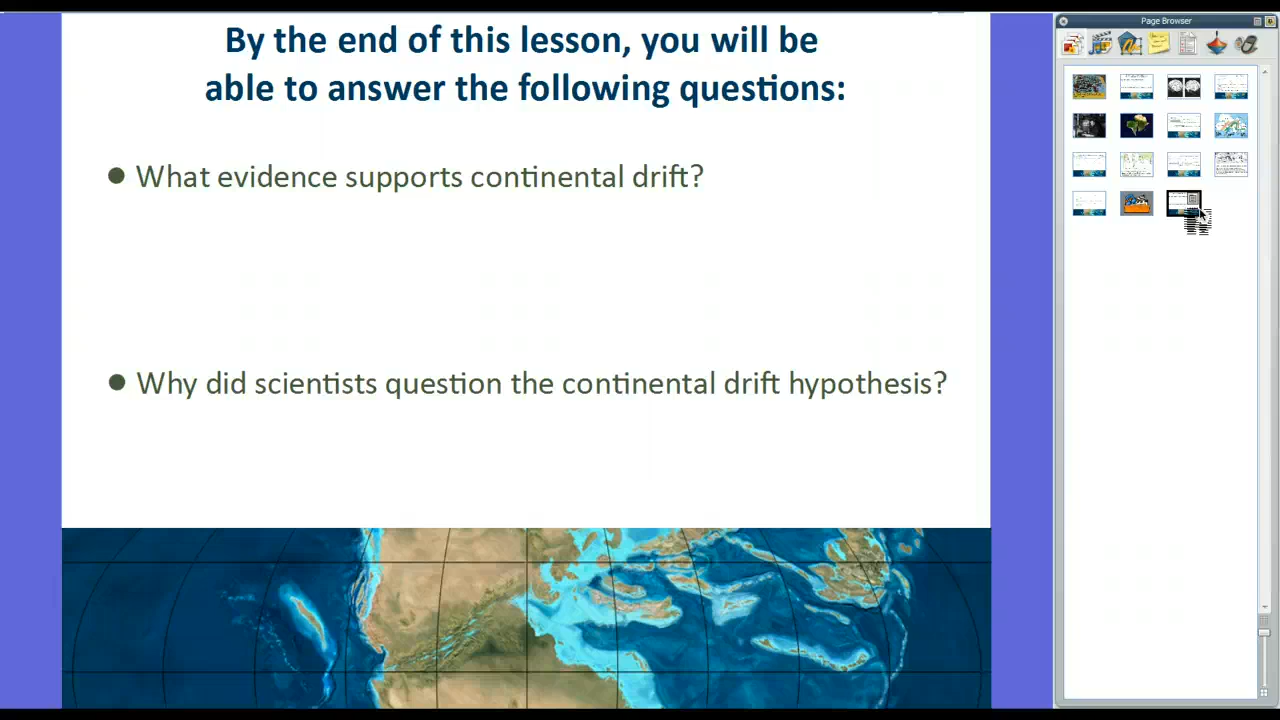 By the end of this lesson, you will be
able to answer the following questions:
What evidence supports continental drift?
Why did scientists question the continental drift hypothesis?
Page Browser